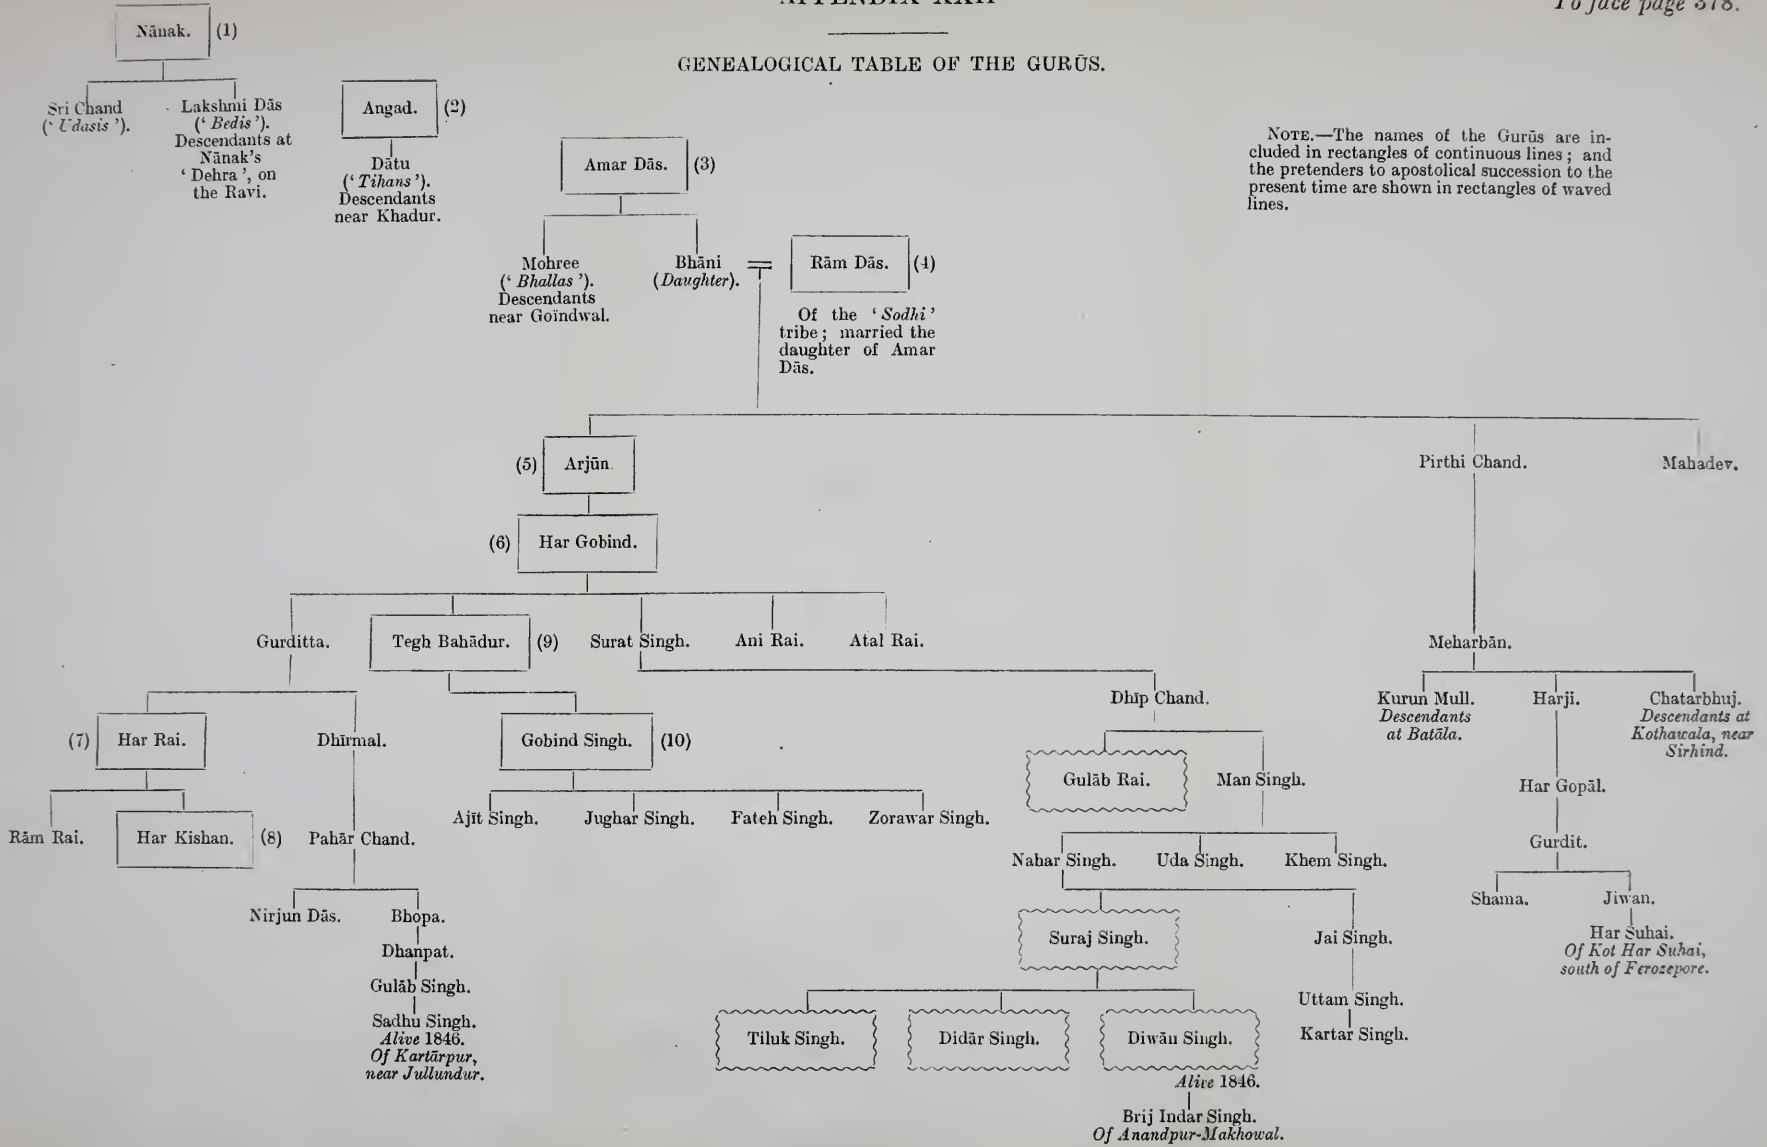 APPENDIX XXII
To face page 378.
GENEALOGICAL TABLE OF THE GURŪS.
Nānak. (1)
Sri Chand
(‘ Udasis ’).
Lakshmi Dās
(‘ Bedis ’).
Descendants at
Nānak's
‘ Dehra ’, on
the Ravi.
Angad. (2)
Dātu
(‘ Tihans ’).
Descendants
near Khadur.
Amar Dās. (3)
NOTE.—The names of the Gurūs are in-
cluded in rectangles of continuous lines ; and
the pretenders to apostolical succession to the
present time are shown in rectangles of waved
lines.
Mohree
(‘ Bhallas ’).
Descendants
near Goïndwal.
Bhāni
(Daughter).
Rām Dās. (4)
Of the ‘ Sodhi ’
tribe ; married the
daughter of Amar
Dās.
(5) Arjūn.
Pirthi Chand.
Mahadev.
(6) Har Gobind.
Gurditta.
Tegh Bahādur. (9)
Surat Singh.
Ani Rai.
Atal Rai.
Meharbān.
Dhīp Chand.
Kurun Mull.
Descendants
at Batāla.
Harji.
Chatarbhuj.
Descendants at
Kothawala, near
Sirhind.
(7) Har Rai.
Dhīrmal.
Gobind Singh. (10)
Gulāb Rai.
Man Singh.
Har Gopāl.
Rām Rai.
Har Kishan. (8)
Pahār Chand.
Ajīt Singh.
Jughar Singh.
Fateh Singh.
Zorawar Singh.
Nahar Singh.
Uda Singh.
Khem Singh.
Gurdit.
Nirjun Dās.
Bhopa.
Shama.
Jiwan.
Dhanpat.
Suraj Singh.
Jai Singh.
Har Suhai.
Of Kot Har Suhai,
south of Ferozepore.
Gulāb Singh.
Uttam Singh.
Sadhu Singh.
Alive 1846.
Of Kartārpur,
near Jullundur.
Tiluk Singh.
Didār Singh.
Diwān Singh.
Kartar Singh.
Alive 1846.
Brij Indar Singh.
Of Anandpur-Makhowal.